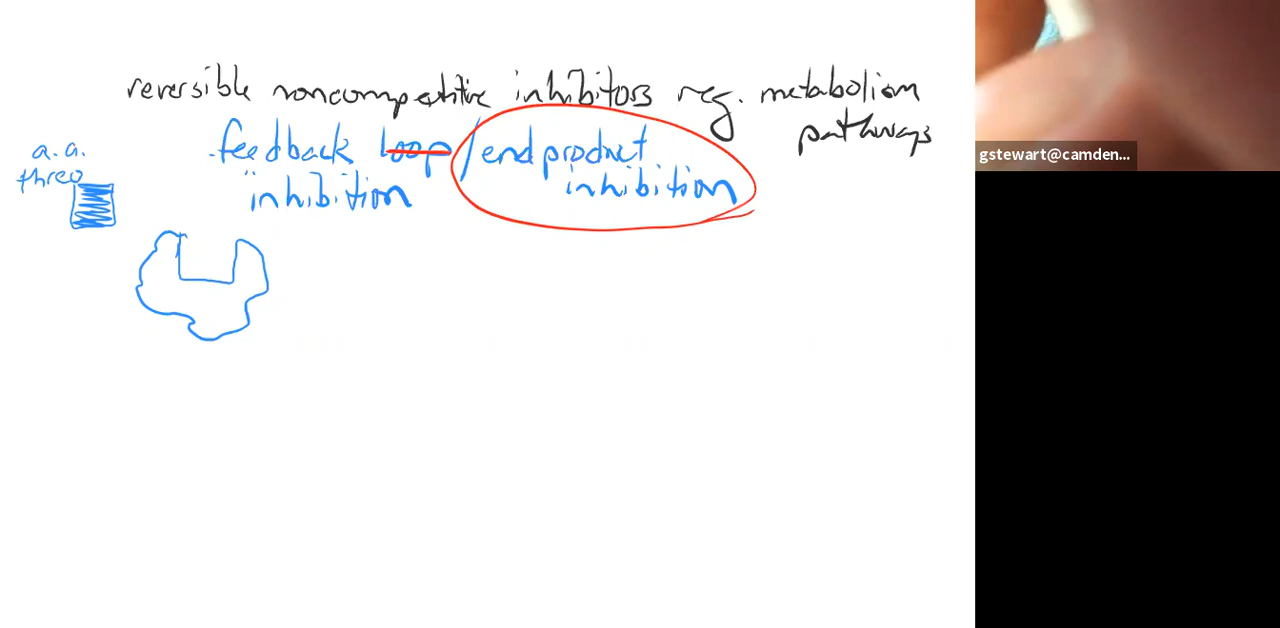 reversible noncompetitive inhibitors reg. metabolism
pathways
feedback loop / end product
inhibition inhibition
a.a.
threo
gstewart@camden...